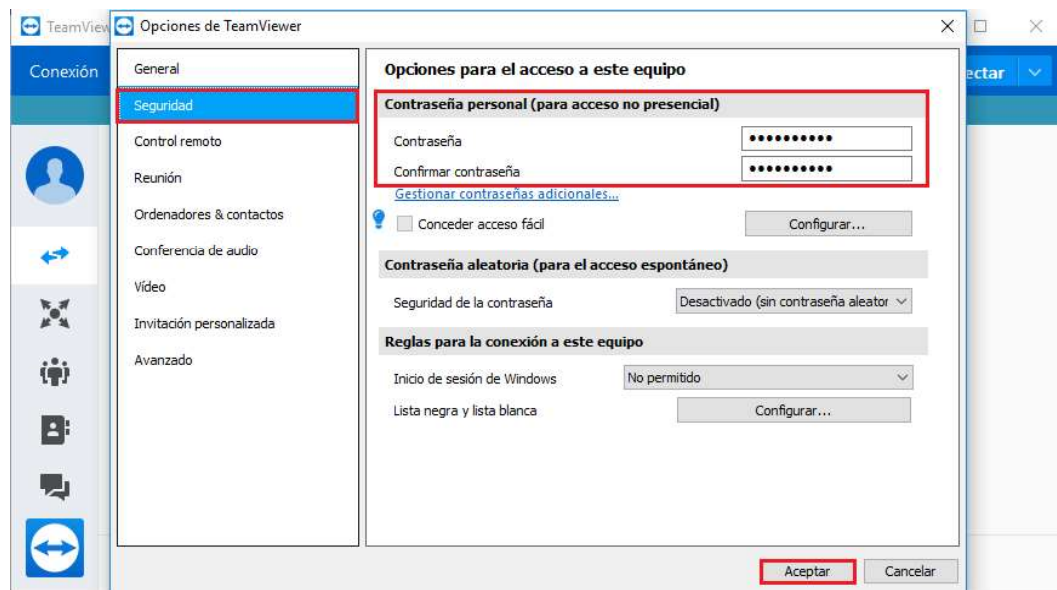 TeamView
Opciones de TeamViewer
Conexión
ectar
General
Seguridad
Control remoto
Reunión
Ordenadores & contactos
Conferencia de audio
Vídeo
Invitación personalizada
Avanzado
Opciones para el acceso a este equipo
Contraseña personal (para acceso no presencial)
Contraseña ••••••••••
Confirmar contraseña ••••••••••
Gestionar contraseñas adicionales...
Conceder acceso fácil Configurar...
Contraseña aleatoria (para el acceso espontáneo)
Seguridad de la contraseña Desactivado (sin contraseña aleator
Reglas para la conexión a este equipo
Inicio de sesión de Windows No permitido
Lista negra y lista blanca Configurar...
Aceptar Cancelar